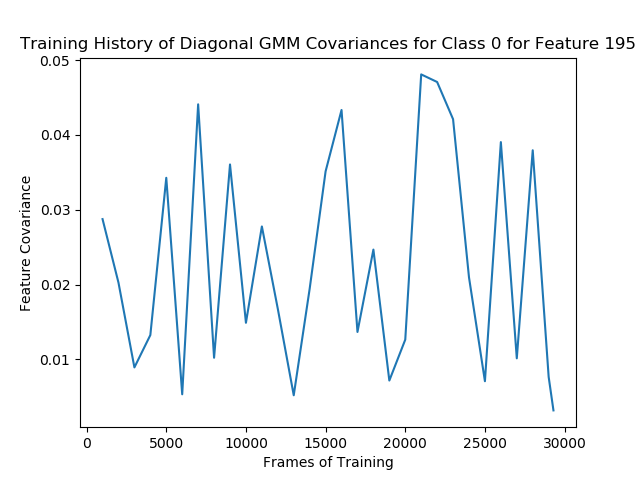 Training History of Diagonal GMM Covariances for Class 0 for Feature 195
0.05
0.04
0.03
0.02
0.01
Feature Covariance
0 5000 10000 15000 20000 25000 30000
Frames of Training